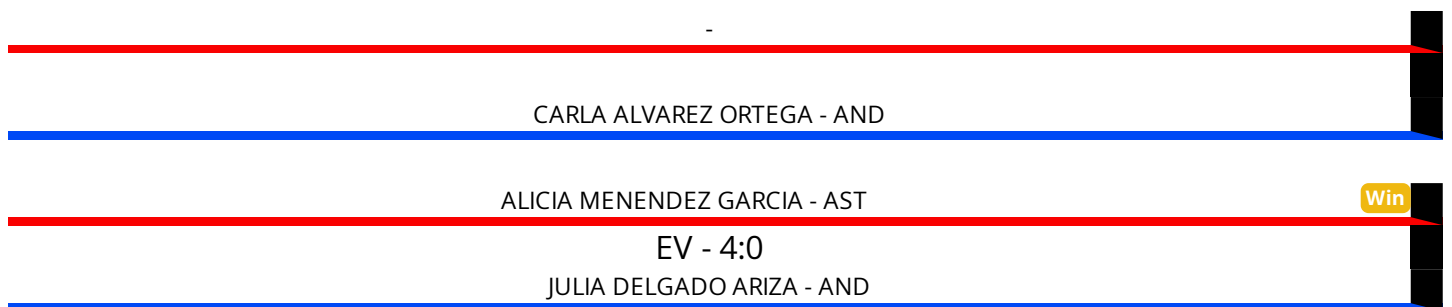 -
CARLA ALVAREZ ORTEGA - AND
ALICIA MENENDEZ GARCIA - AST
Win
EV - 4:0
JULIA DELGADO ARIZA - AND